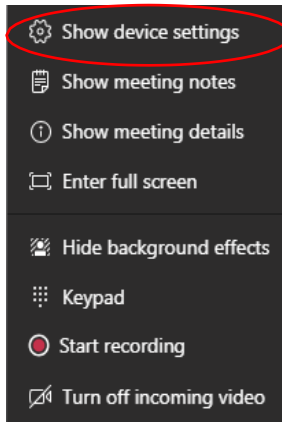 Show device settings
Show meeting notes
Show meeting details
Enter full screen
Hide background effects
Keypad
Start recording
Turn off incoming video